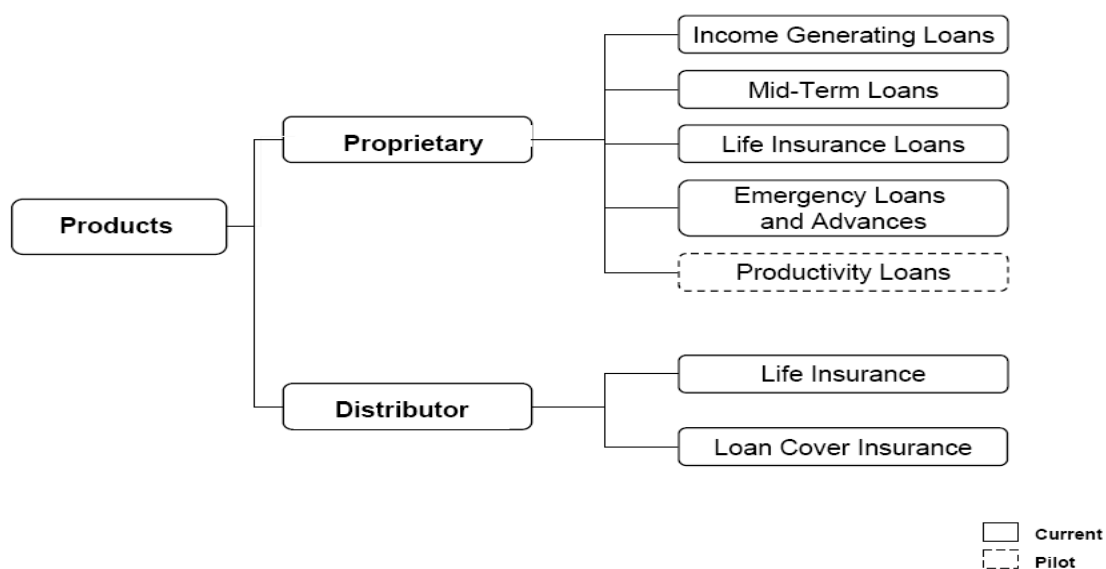 Income Generating Loans
Mid-Term Loans
Proprietary
Life Insurance Loans
Emergency Loans
and Advances
Products
Productivity Loans
Life Insurance
Distributor
Loan Cover Insurance
Current
Pilot